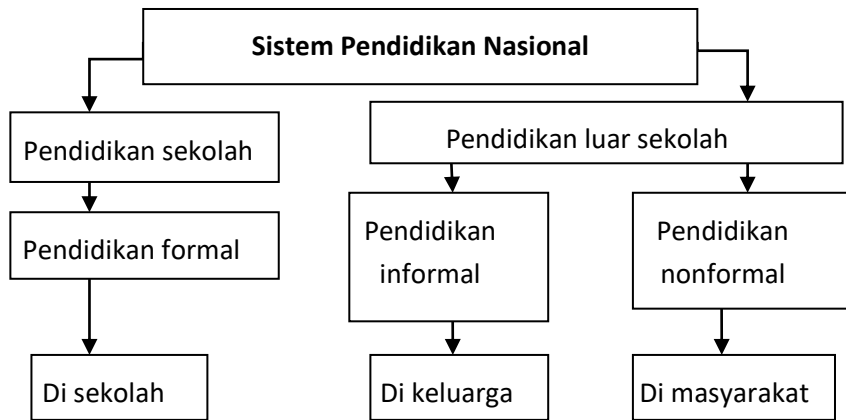 Sistem Pendidikan Nasional
Pendidikan sekolah
Pendidikan luar sekolah
Pendidikan formal
Pendidikan
informal
Pendidikan
nonformal
Di sekolah
Di keluarga
Di masyarakat